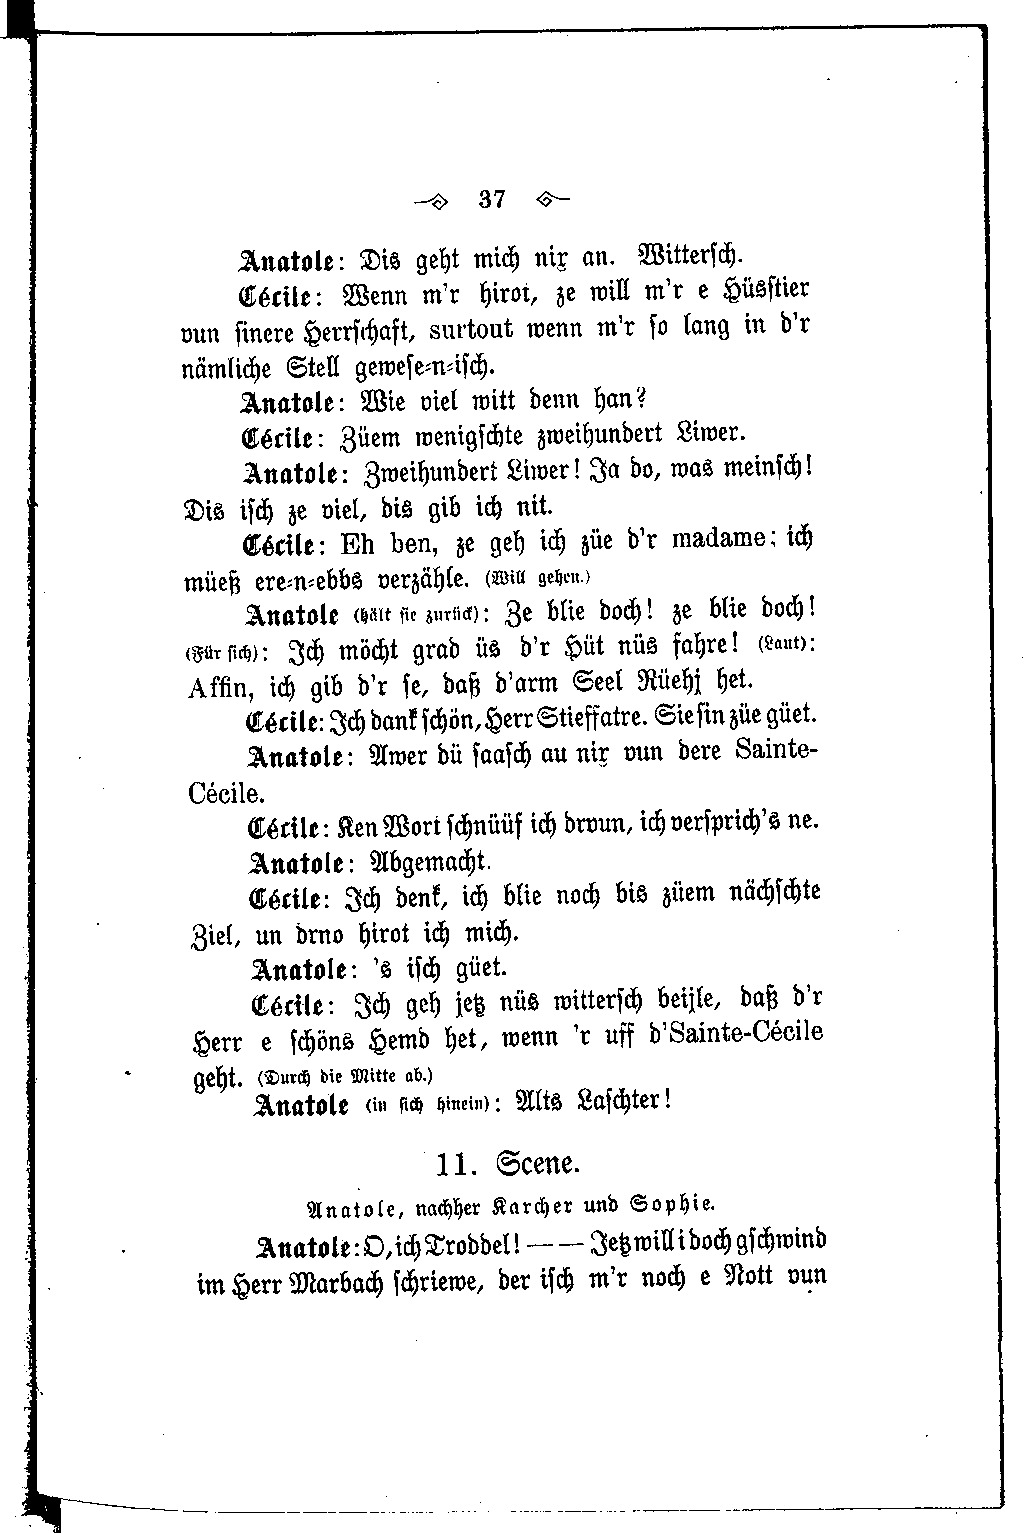 37
Anatole: Dis geht mich nix an. Wittersch.
Cécile: Wenn m'r hirot, ze will m'r e Hüsstier
vun sinere Herrschaft, surtout wenn m'r so lang in d'r
nämliche Stell gewese-n-isch.
Anatole: Wie viel witt denn han?
Cécile: Züem wenigschte zweihundert Liwer.
Anatole: Zweihundert Liwer! Ja do, was meinsch!
Dis isch ze viel, dis gib ich nit.
Cécile: Eh ben, ze geh ich züe d'r madame; ich
müeß ere-n-ebbs verzähle. (Will gehen.)
Anatole (hält sie zurück): Ze blie doch! ze blie doch!
(Für sich): Ich möcht grad üs d'r Hüt nüs fahre! (Laut):
Affin, ich gib d'r se, daß d'arm Seel Rüehj het.
Cécile: Ich dank schön, Herr Stieffatre. Sie sin züe güet.
Anatole: Awer dü saasch au nix vun dere Sainte-
Cécile.
Cécile: Ken Wort schnüüf ich drvun, ich versprich's ne.
Anatole: Abgemacht.
Cécile: Ich denk, ich blie noch bis züem nächschte
Ziel, un drno hirot ich mich.
Anatole: 's isch güet.
Cécile: Ich geh jetz nüs wittersch beijle, daß d'r
Herr e schöns Hemd het, wenn 'r uff d'Sainte-Cécile
geht. (Durch die Mitte ab.)
Anatole (in sich hinein): Alts Laschter!
11. Scene.
Anatole, nachher Karcher und Sophie.
Anatole: O, ich Troddel! — — Jetz will i doch gschwind
im Herr Marbach schriewe, der isch m'r noch e Nott vun